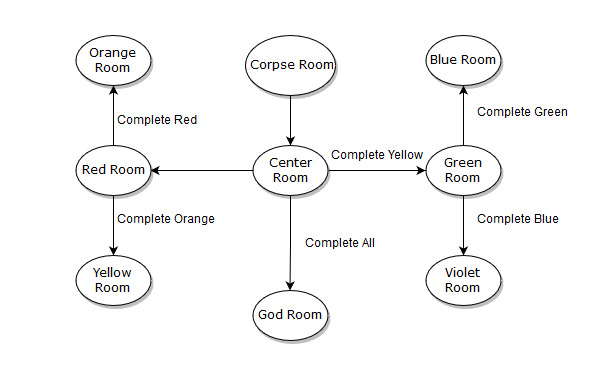 Orange
Room
Corpse Room
Blue Room
Complete Red
Complete Green
Red Room
Center
Room
Complete Yellow
Green
Room
Complete Orange
Complete All
Complete Blue
Yellow
Room
God Room
Violet
Room